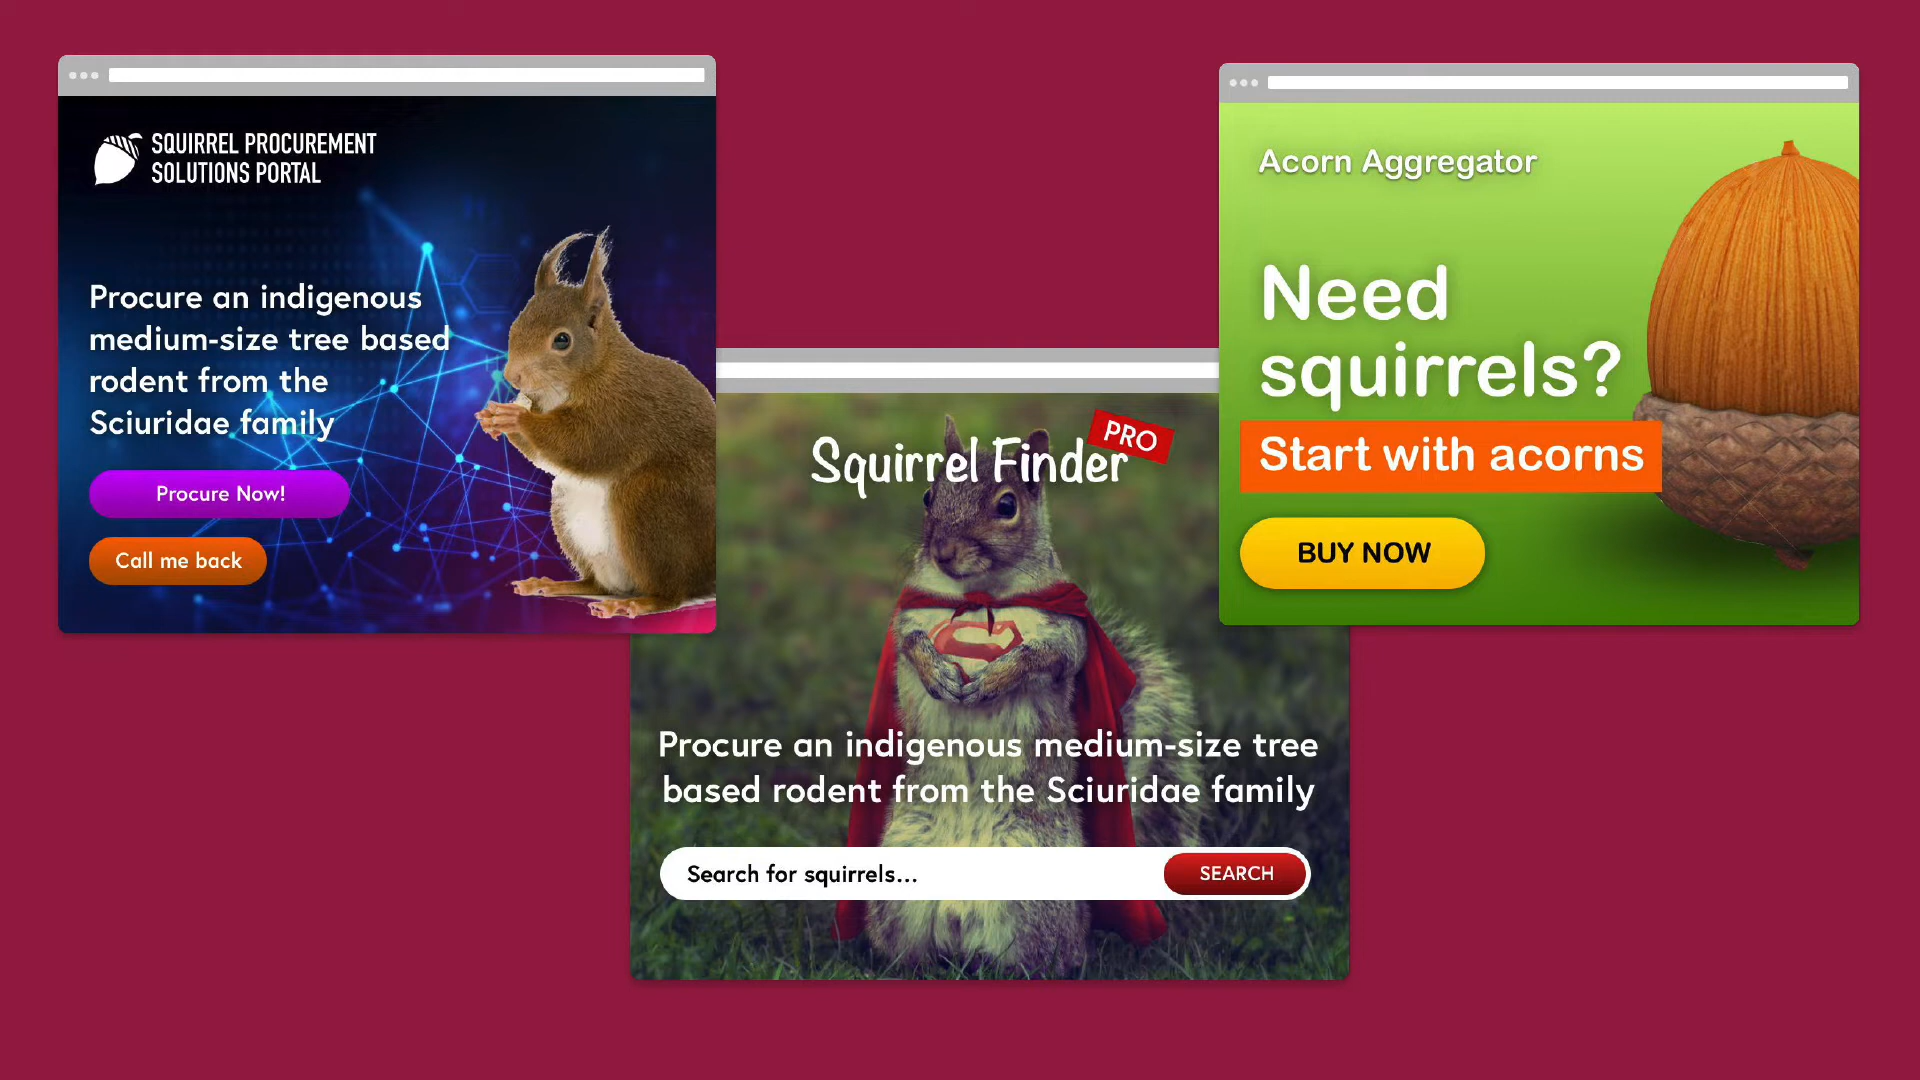 SQUIRREL PROCUREMENT
SOLUTIONS PORTAL
Procure an indigenous
medium-size tree based
rodent from the
Sciuridae family
Procure Now!
Call me back
Squirrel Finder
PRO
Procure an indigenous medium-size tree
based rodent from the Sciuridae family
Search for squirrels...
SEARCH
Acorn Aggregator
Need
squirrels?
Start with acorns
BUY NOW